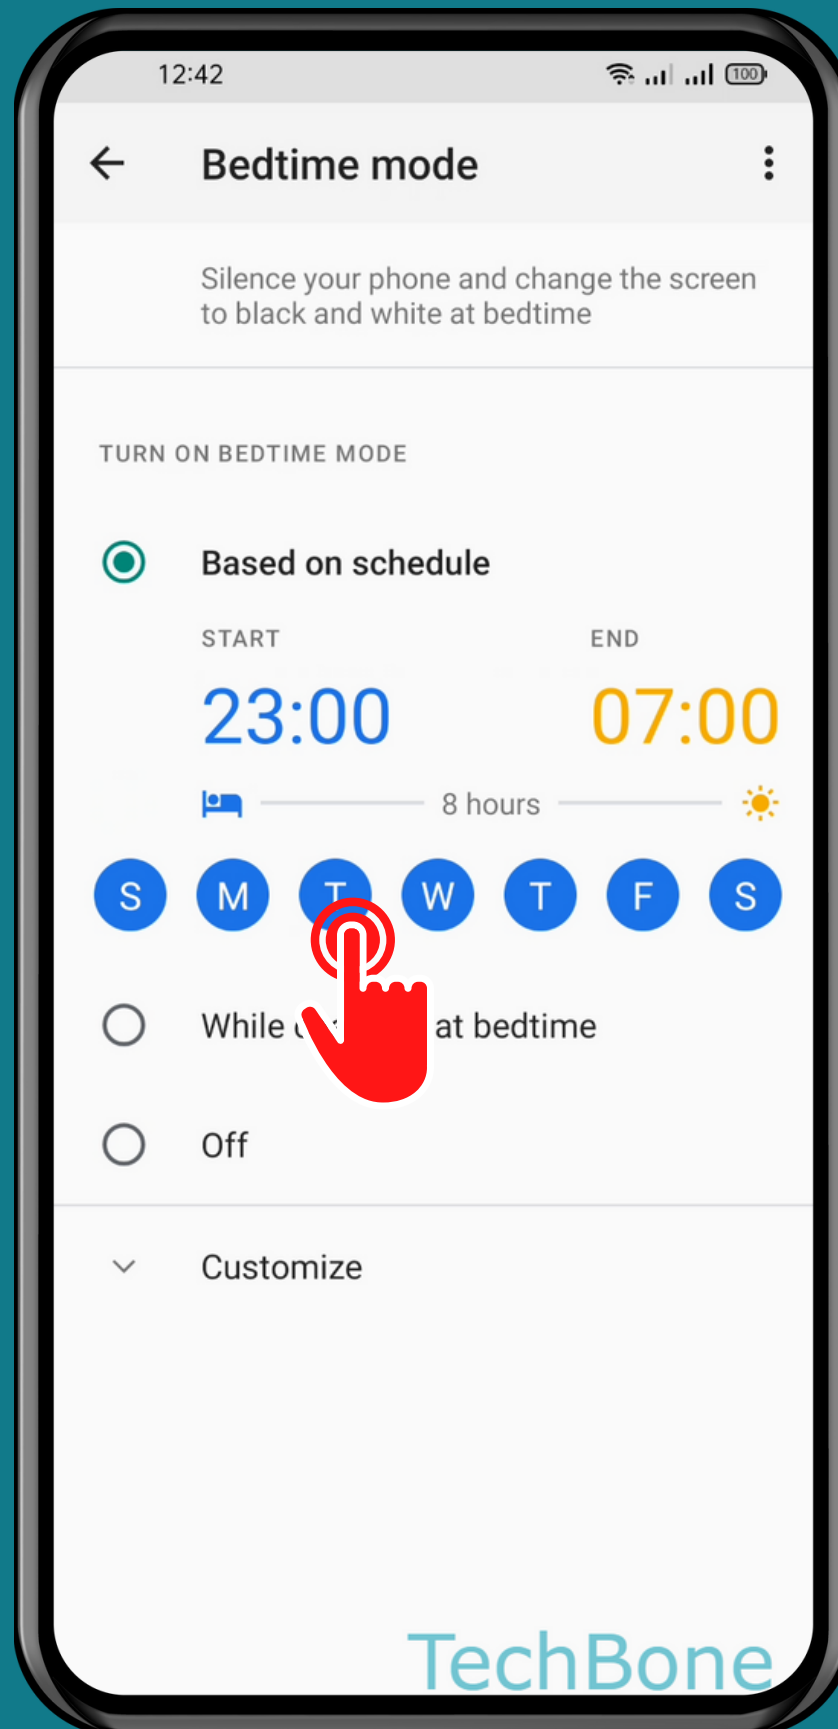 12:42
100
Bedtime mode
Silence your phone and change the screen
to black and white at bedtime
TURN ON BEDTIME MODE
Based on schedule
START END
23:00 07:00
8 hours
S M T W T F S
While at bedtime
Off
Customize
TechBone